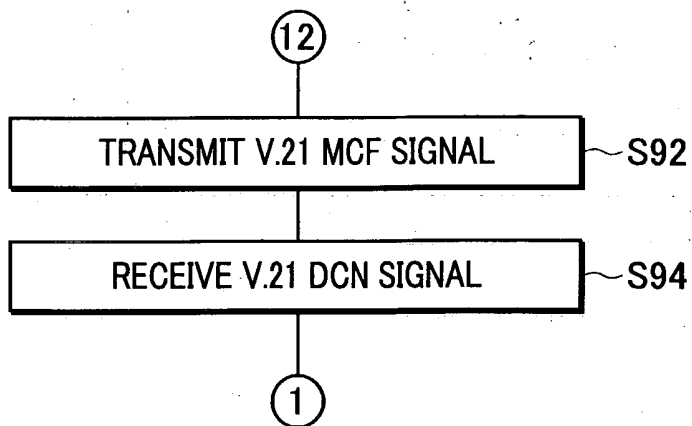 12
TRANSMIT V.21 MCF SIGNAL
S92
RECEIVE V.21 DCN SIGNAL
S94
1